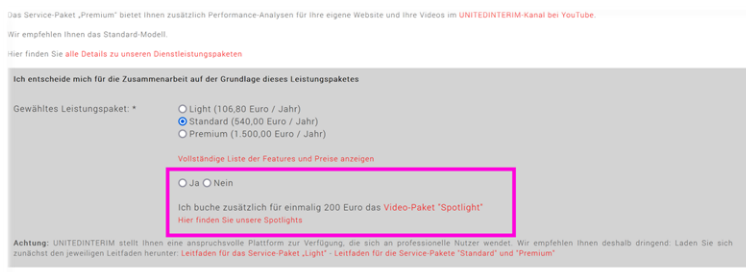 Das Service-Paket „Premium" bietet Ihnen zusätzlich Performance-Analysen für Ihre eigene Website und Ihre Videos im UNITEDINTERIM-Kanal bei YouTube.
Wir empfehlen Ihnen das Standard-Modell.
Hier finden Sie alle Details zu unseren Dienstleistungspaketen
Ich entscheide mich für die Zusammenarbeit auf der Grundlage dieses Leistungspaketes
Gewähltes Leistungspaket: *
Light (106,80 Euro / Jahr)
Standard (540,00 Euro / Jahr)
Premium (1.500,00 Euro / Jahr)
Vollständige Liste der Features und Preise anzeigen
Ja Nein
Ich buche zusätzlich für einmalig 200 Euro das Video-Paket "Spotlight"
Hier finden Sie unsere Spotlights
Achtung: UNITEDINTERIM stellt Ihnen eine anspruchsvolle Plattform zur Verfügung, die sich an professionelle Nutzer wendet. Wir empfehlen Ihnen deshalb dringend: Laden Sie sich
zunächst den jeweiligen Leitfaden herunter: Leitfaden für das Service-Paket „Light" - Leitfaden für die Service-Pakete "Standard" und "Premium"